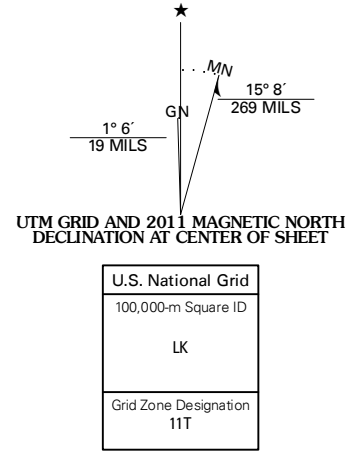 ★
MN
GN
15° 8´
269 MILS
1° 6´
19 MILS
UTM GRID AND 2011 MAGNETIC NORTH
DECLINATION AT CENTER OF SHEET
U.S. National Grid
100,000-m Square ID
LK
Grid Zone Designation
11T